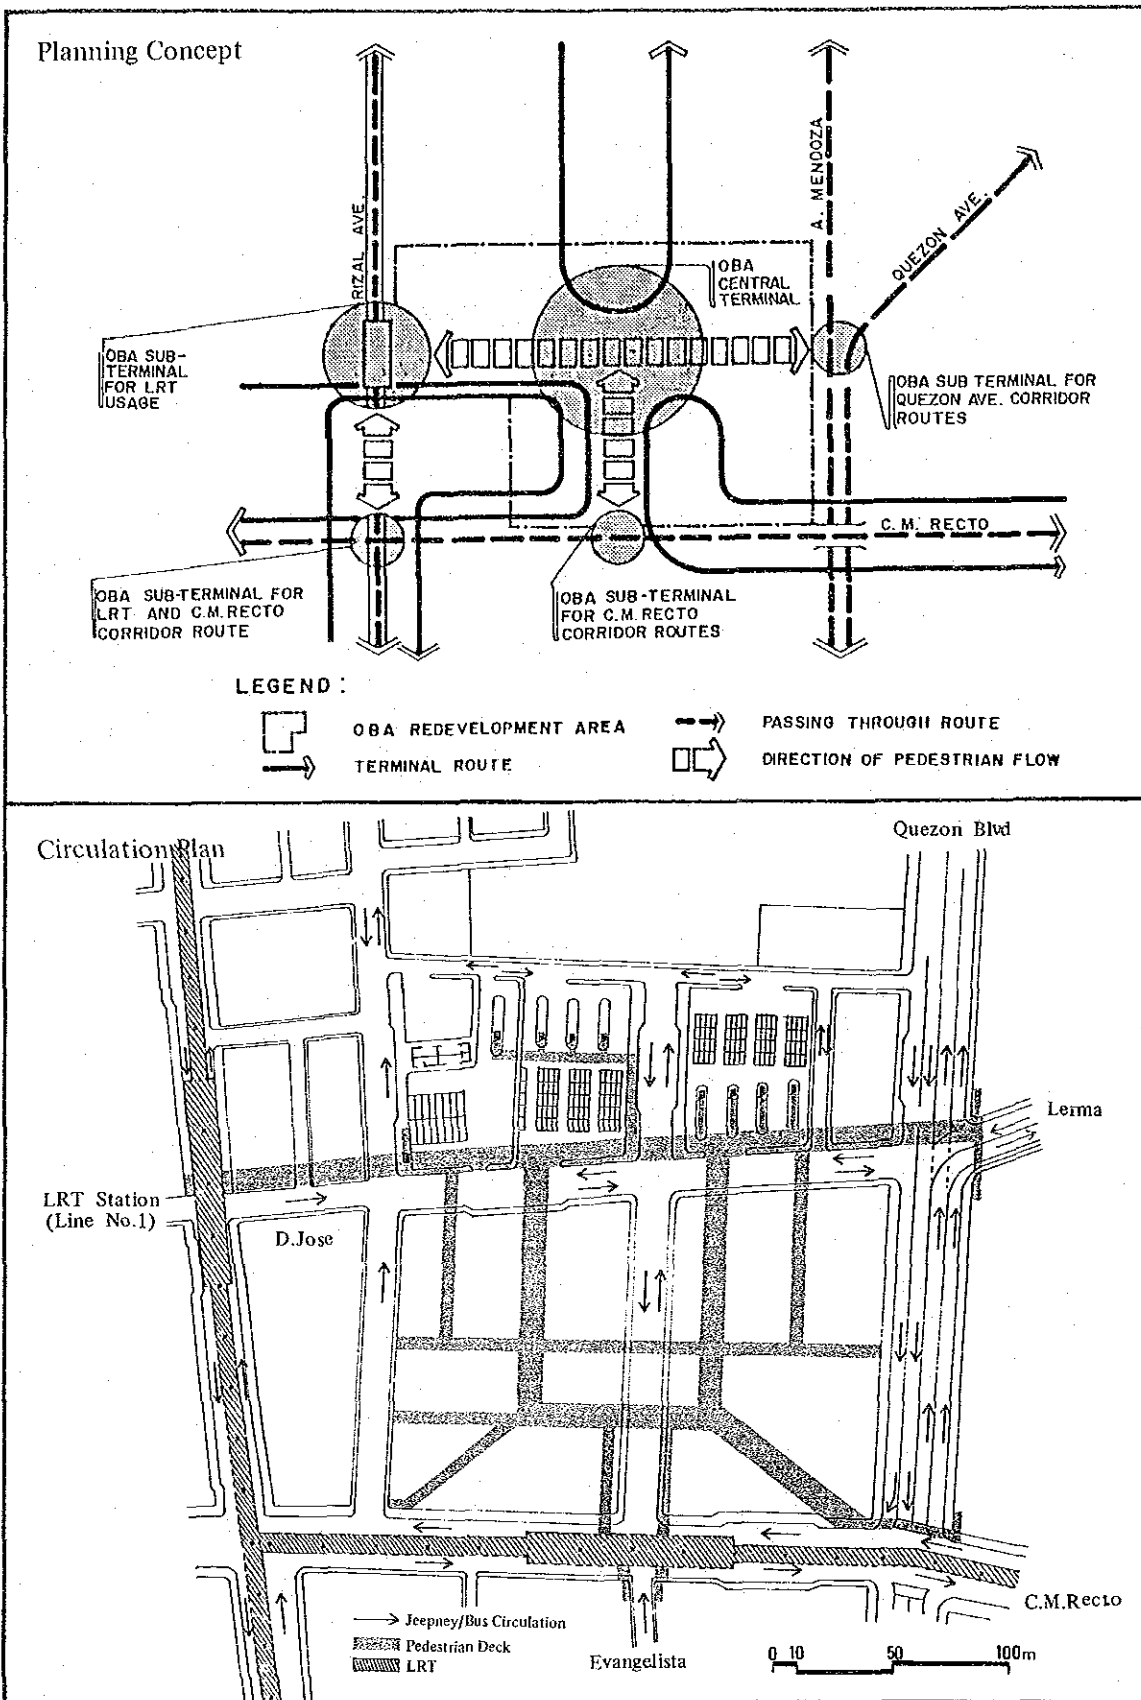 Planning Concept
RIZAL AVE.
A. MENDOZA
QUEZON AVE.
OBA
CENTRAL
TERMINAL
OBA SUB-
TERMINAL
FOR LRT
USAGE
OBA SUB TERMINAL FOR
QUEZON AVE. CORRIDOR
ROUTES
C.M. RECTO
OBA SUB-TERMINAL FOR
LRT AND C.M.RECTO
CORRIDOR ROUTE
OBA SUB-TERMINAL
FOR C.M.RECTO
CORRIDOR ROUTES
LEGEND :
OBA REDEVELOPMENT AREA
PASSING THROUGH ROUTE
TERMINAL ROUTE
DIRECTION OF PEDESTRIAN FLOW
Circulation Plan
Quezon Blvd
Lerma
LRT Station
(Line No.1)
D.Jose
C.M.Recto
Jeepney/Bus Circulation
Pedestrian Deck
LRT
Evangelista
0 10 50 100m